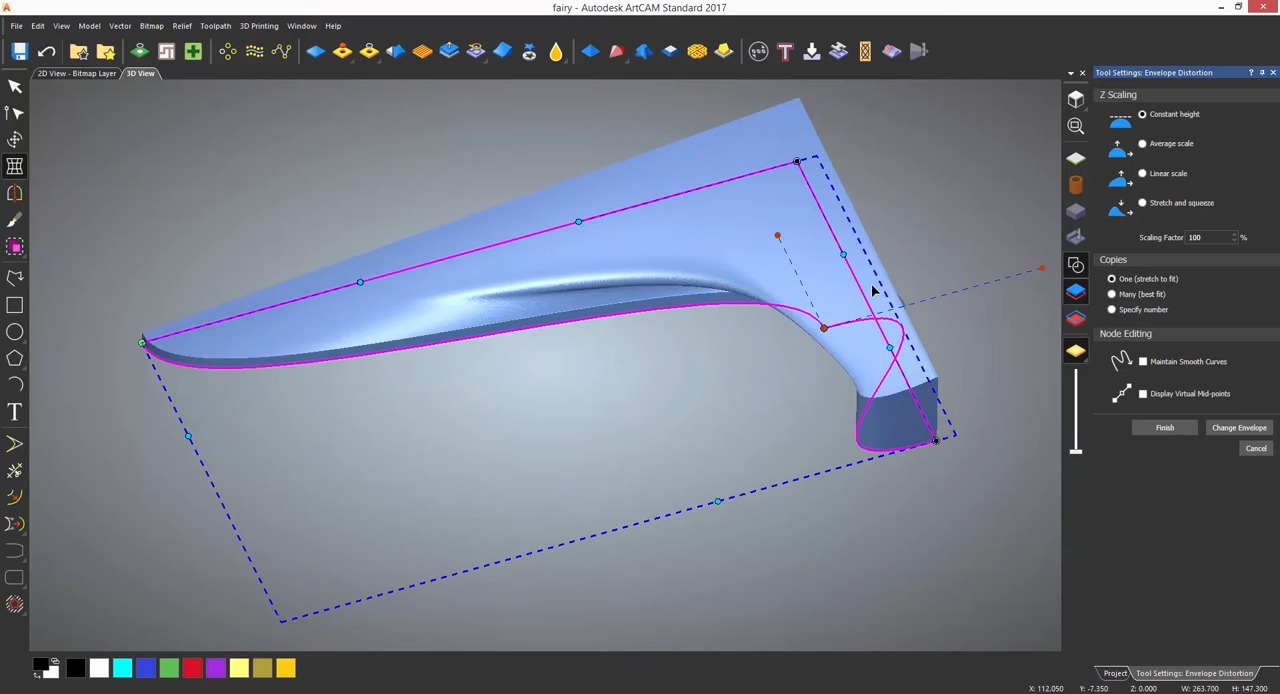 fairy - Autodesk ArtCAM Standard 2017
File Edit View Model Vector Bitmap Relief Toolpath 3D Printing Window Help
2D View - Bitmap Layer 3D View
Tool Settings: Envelope Distortion
Z Scaling
Constant height
Average scale
Linear scale
Stretch and squeeze
Scaling Factor 100 %
Copies
One (stretch to fit)
Many (best fit)
Specify number
Node Editing
Maintain Smooth Curves
Display Virtual Mid-points
Finish Change Envelope
Cancel
Project Tool Settings: Envelope Distortion
X: 112.050 Y: -7.350 Z: 0.000 W: 263.700 H: 147.300